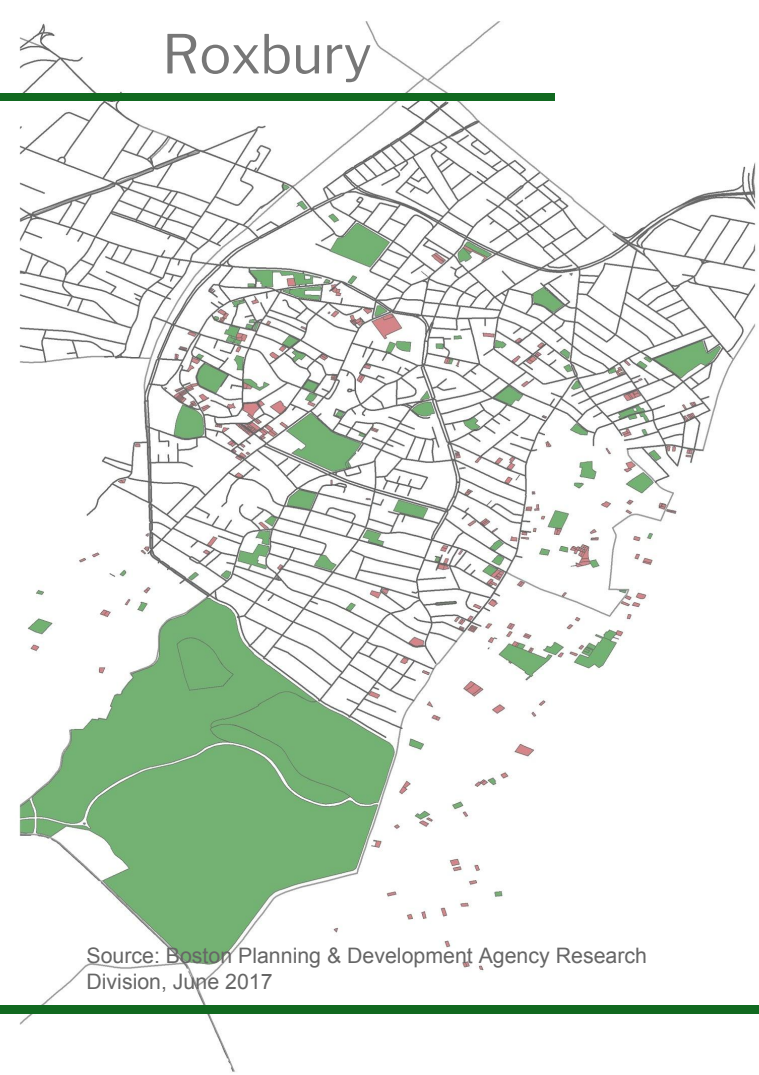 Roxbury
Source: Boston Planning & Development Agency Research
Division, June 2017